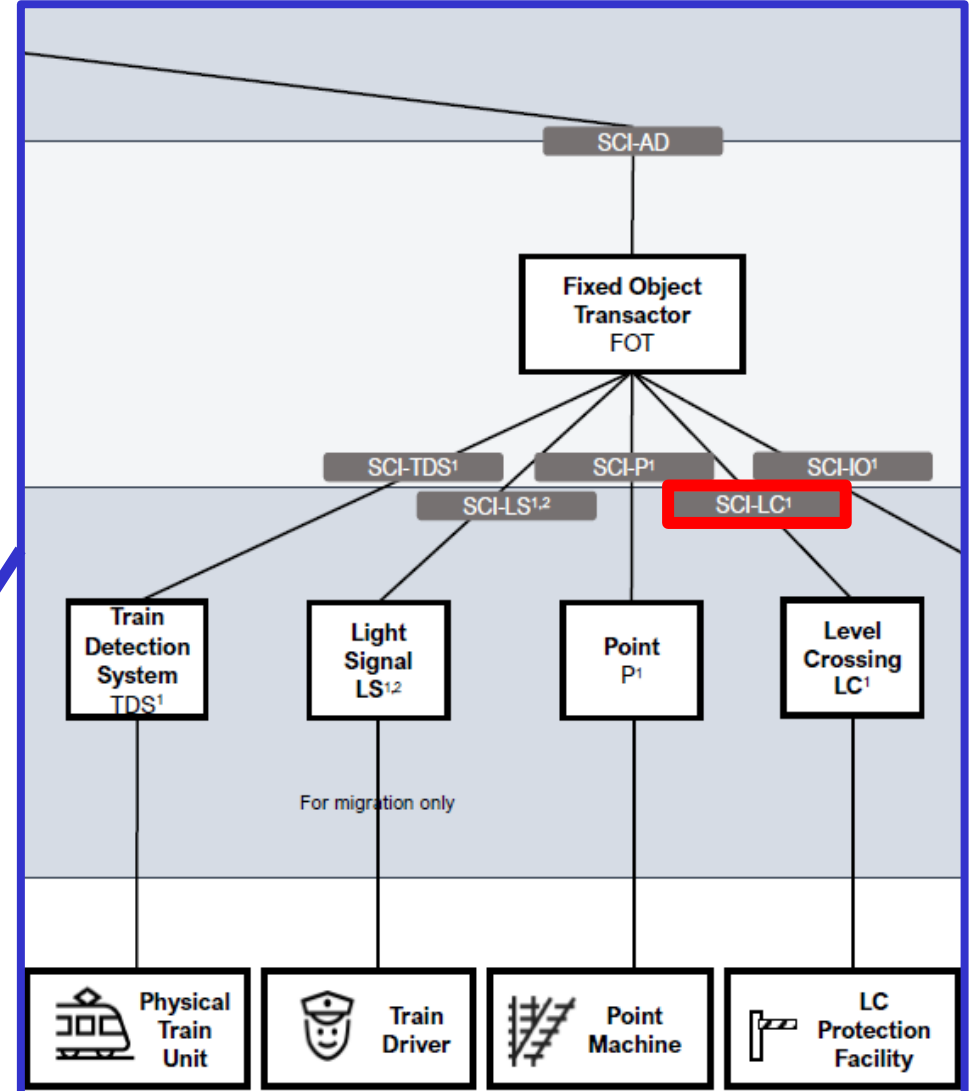 SCI-AD
Fixed Object
Transactor
FOT
SCI-TDS¹
SCI-P¹
SCI-IO¹
SCI-LS¹,²
SCI-LC¹
Train
Detection
System
TDS¹
Light
Signal
LS¹,²
Point
P¹
Level
Crossing
LC¹
For migration only
Physical
Train
Unit
Train
Driver
Point
Machine
LC
Protection
Facility